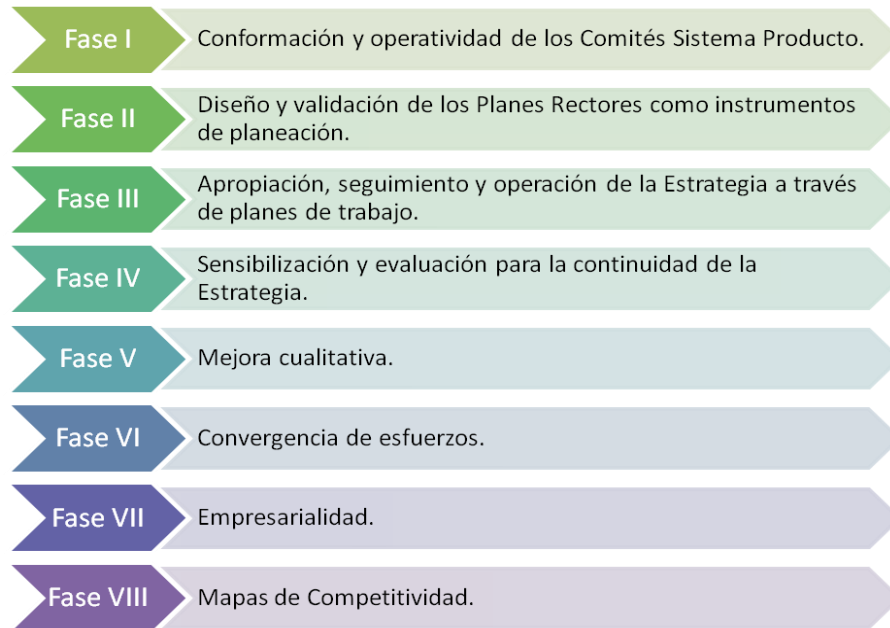 Fase I
Conformación y operatividad de los Comités Sistema Producto.
Fase II
Diseño y validación de los Planes Rectores como instrumentos
de planeación.
Fase III
Apropiación, seguimiento y operación de la Estrategia a través
de planes de trabajo.
Fase IV
Sensibilización y evaluación para la continuidad de la
Estrategia.
Fase V
Mejora cualitativa.
Fase VI
Convergencia de esfuerzos.
Fase VII
Empresarialidad.
Fase VIII
Mapas de Competitividad.